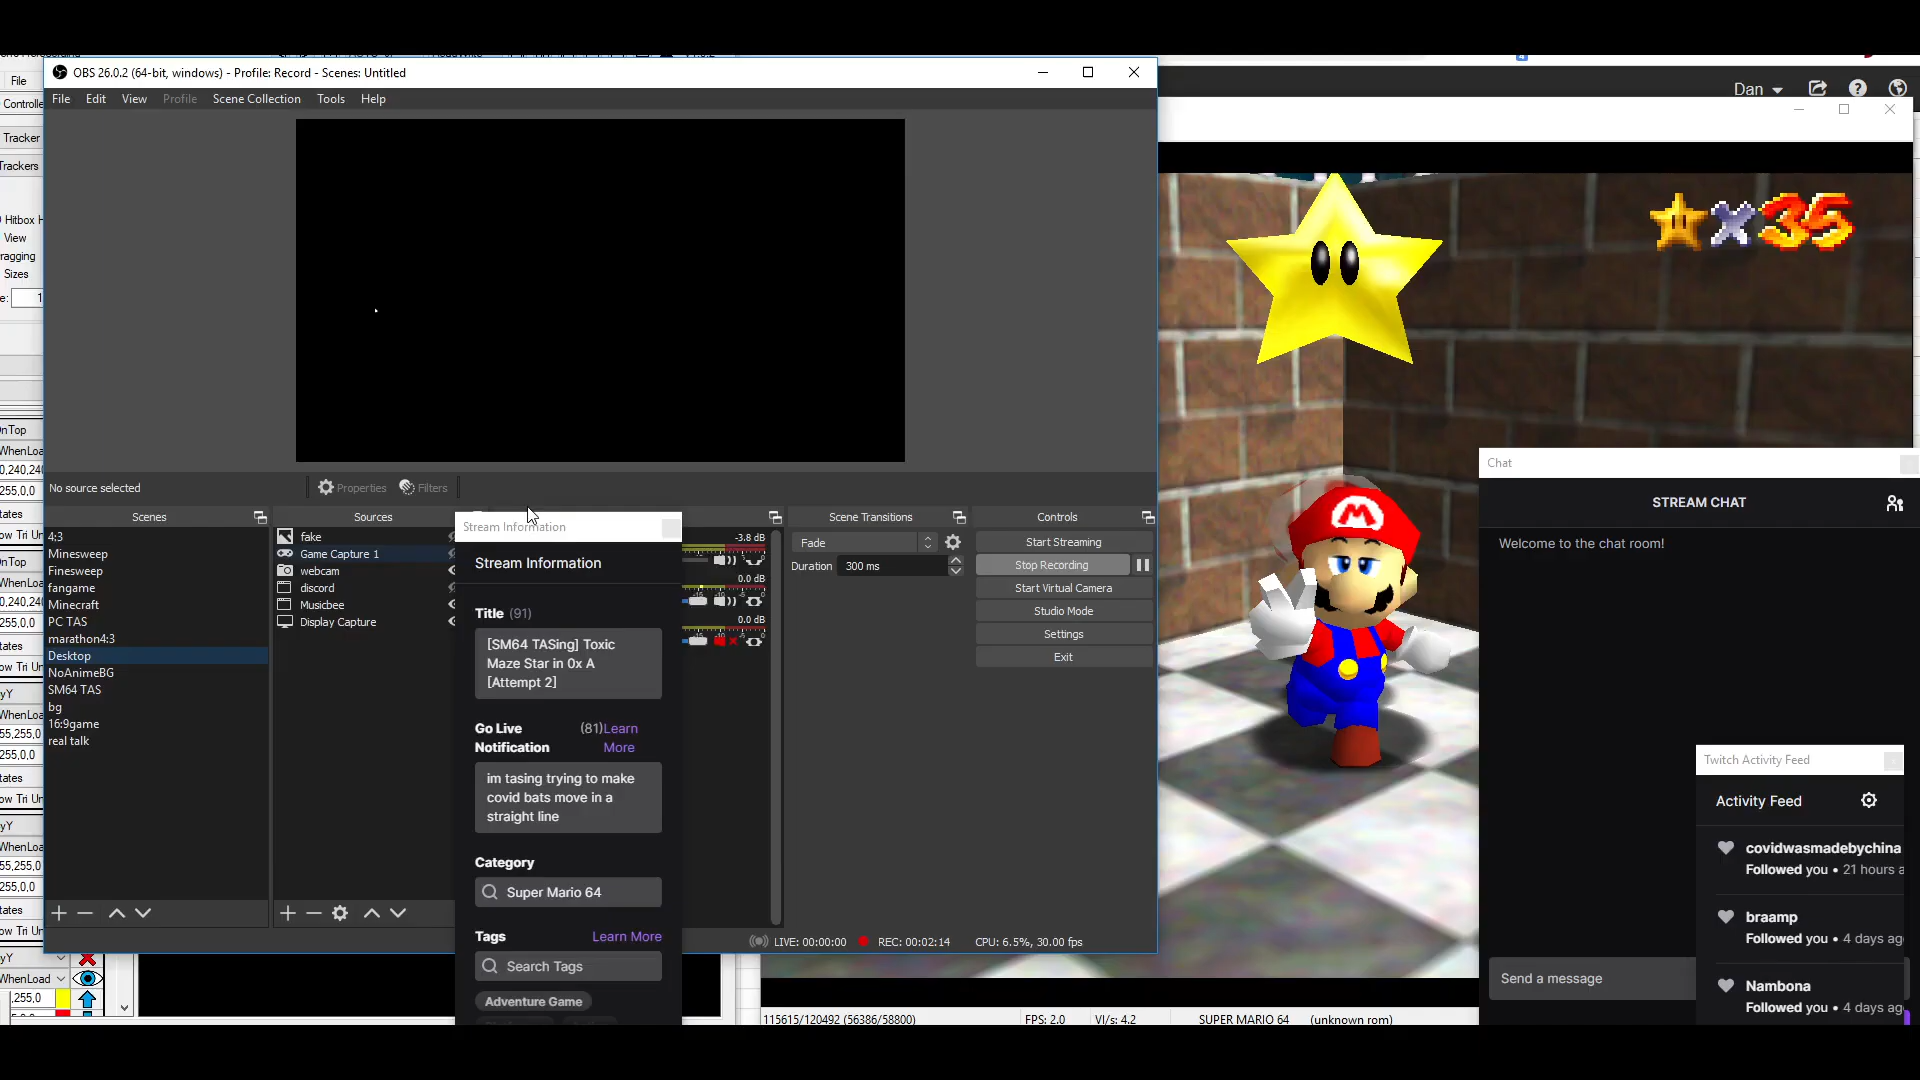 OBS 26.0.2 (64-bit, windows) - Profile: Record - Scenes: Untitled
File
File Edit View Profile Scene Collection Tools Help
Dan
Tracker
Trackers
Hitbox H
View
Sizes
1
x 35
No source selected
Properties
Filters
Scenes
4:3
Minesweep
Finesweep
fangame
Minecraft
PC TAS
marathon4:3
Desktop
NoAnimeBG
SM64 TAS
bg
16:9game
real talk
Sources
fake
Game Capture 1
webcam
discord
Musicbee
Display Capture
Stream Information
Stream Information
Title (91)
[SM64 TASing] Toxic
Maze Star in 0x A
[Attempt 2]
Go Live
Notification
(81)Learn
More
im tasing trying to make
covid bats move in a
straight line
Category
Super Mario 64
Tags
Learn More
Search Tags
Adventure Game
-3.8 dB
0.0 dB
0.0 dB
Scene Transitions
Fade
Duration 300 ms
Controls
Start Streaming
Stop Recording
Start Virtual Camera
Studio Mode
Settings
Exit
LIVE: 00:00:00
REC: 00:02:14
CPU: 6.5%, 30.00 fps
Chat
STREAM CHAT
Welcome to the chat room!
Send a message
Twitch Activity Feed
Activity Feed
covidwasmadebychina
Followed you • 21 hours a
braamp
Followed you • 4 days ag
Nambona
Followed you • 4 days ag
115615/120492 (56386/58800)
FPS: 2.0
VI/s: 4.2
SUPER MARIO 64
(unknown rom)